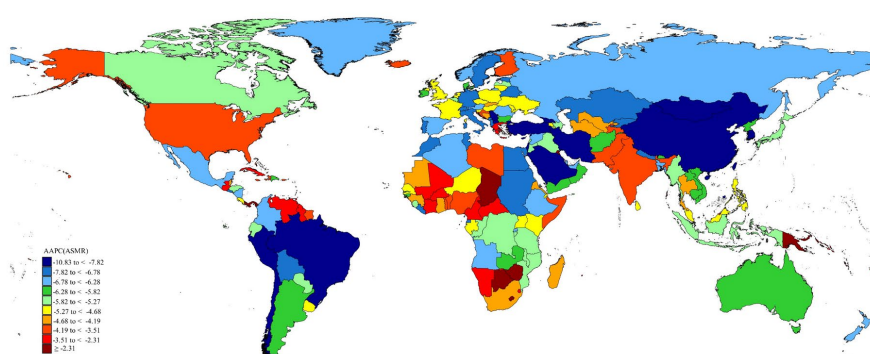 AAPC(ASMR)
-10.83 to < -7.82
-7.82 to < -6.78
-6.78 to < -6.28
-6.28 to < -5.82
-5.82 to < -5.27
-5.27 to < -4.68
-4.68 to < -4.19
-4.19 to < -3.51
-3.51 to < -2.31
≥ -2.31